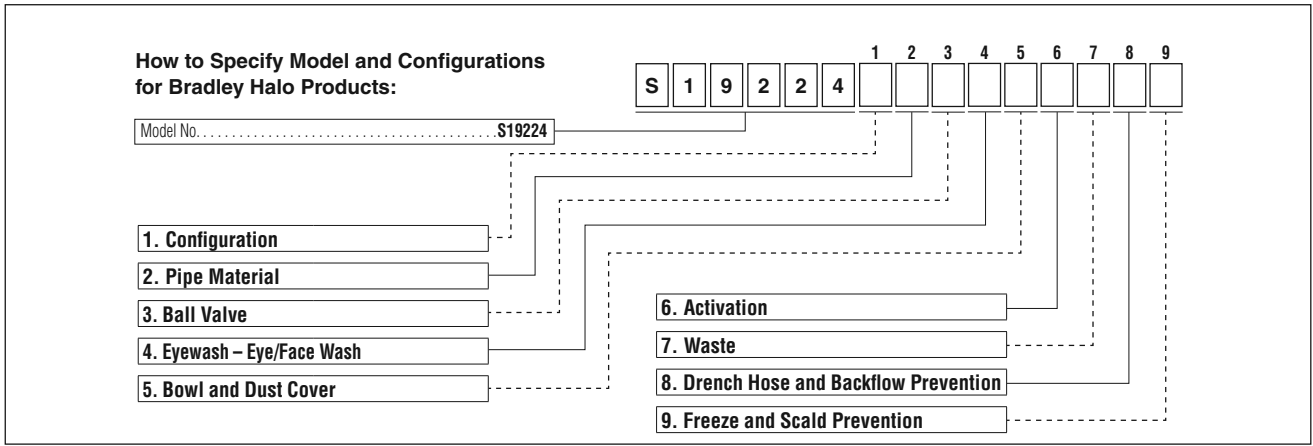 How to Specify Model and Configurations
for Bradley Halo Products:
1 2 3 4 5 6 7 8 9
S 1 9 2 2 4
Model No. . . . . . . . . . . . . . . . . . . . . . . . . . . . . . . . . . . . . . . .S19224
1. Configuration
2. Pipe Material
3. Ball Valve
4. Eyewash – Eye/Face Wash
5. Bowl and Dust Cover
6. Activation
7. Waste
8. Drench Hose and Backflow Prevention
9. Freeze and Scald Prevention